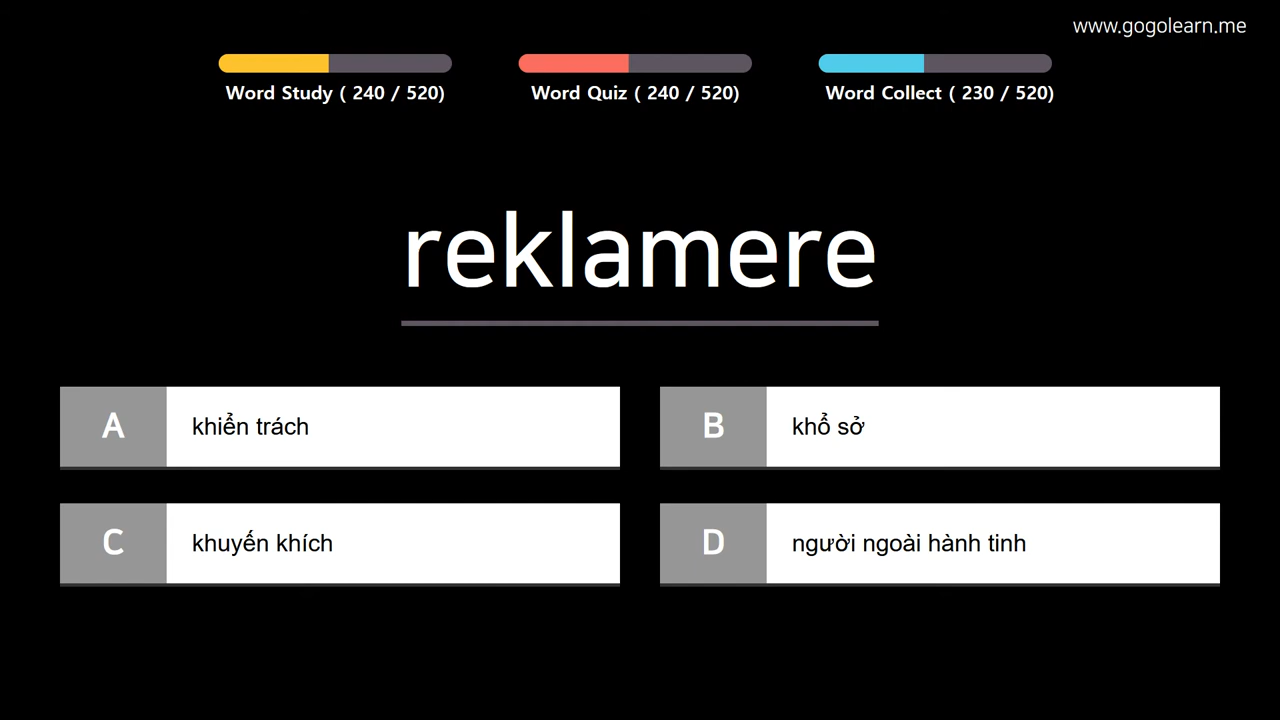 www.gogolearn.me
Word Study ( 240 / 520)
Word Quiz ( 240 / 520)
Word Collect ( 230 / 520)
reklamere
A khiển trách
B khổ sở
C khuyến khích
D người ngoài hành tinh